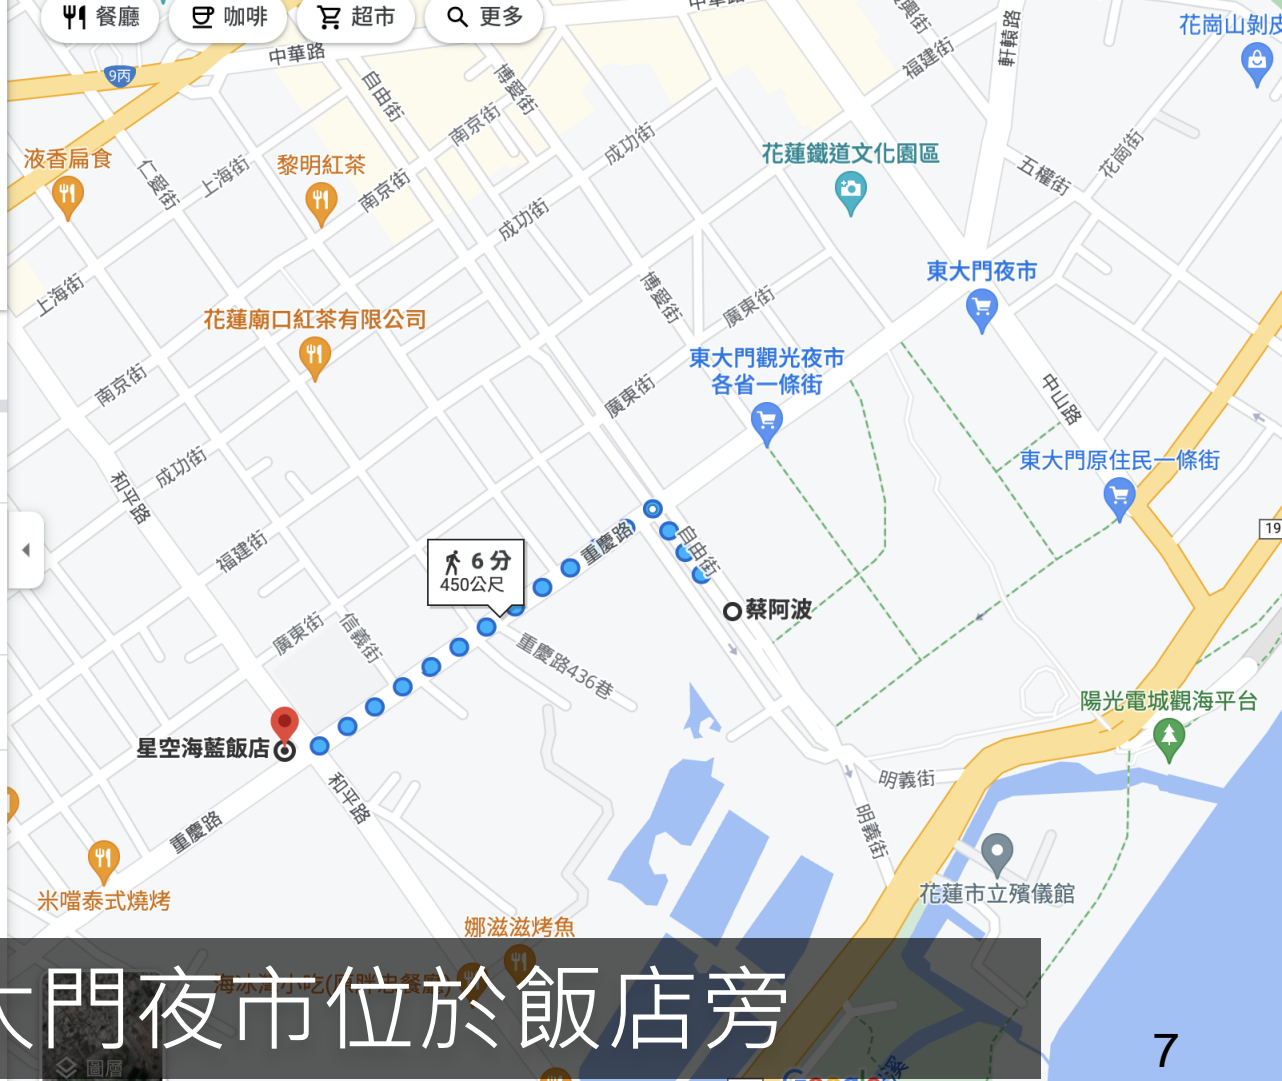 餐廳
咖啡
超市
更多
中華路
復興街
福建街
軒轅路
花崗山剝皮
9丙
中華路
自由街
博愛街
南京街
成功街
液香扁食
仁愛街
上海街
黎明紅茶
南京街
成功街
花蓮鐵道文化園區
五權街
花崗街
上海街
花蓮廟口紅茶有限公司
博愛街
廣東街
東大門夜市
東大門觀光夜市
各省一條街
南京街
廣東街
中山路
東大門原住民一條街
成功街
和平路
福建街
重慶路
自由街
19
6 分
450公尺
蔡阿波
廣東街
信義街
重慶路436巷
星空海藍飯店
和平路
陽光電城觀海平台
明義街
重慶路
明義街
米噹泰式燒烤
花蓮市立殯儀館
娜滋滋烤魚
大門夜市位於飯店旁
圖層
Google
溪
7